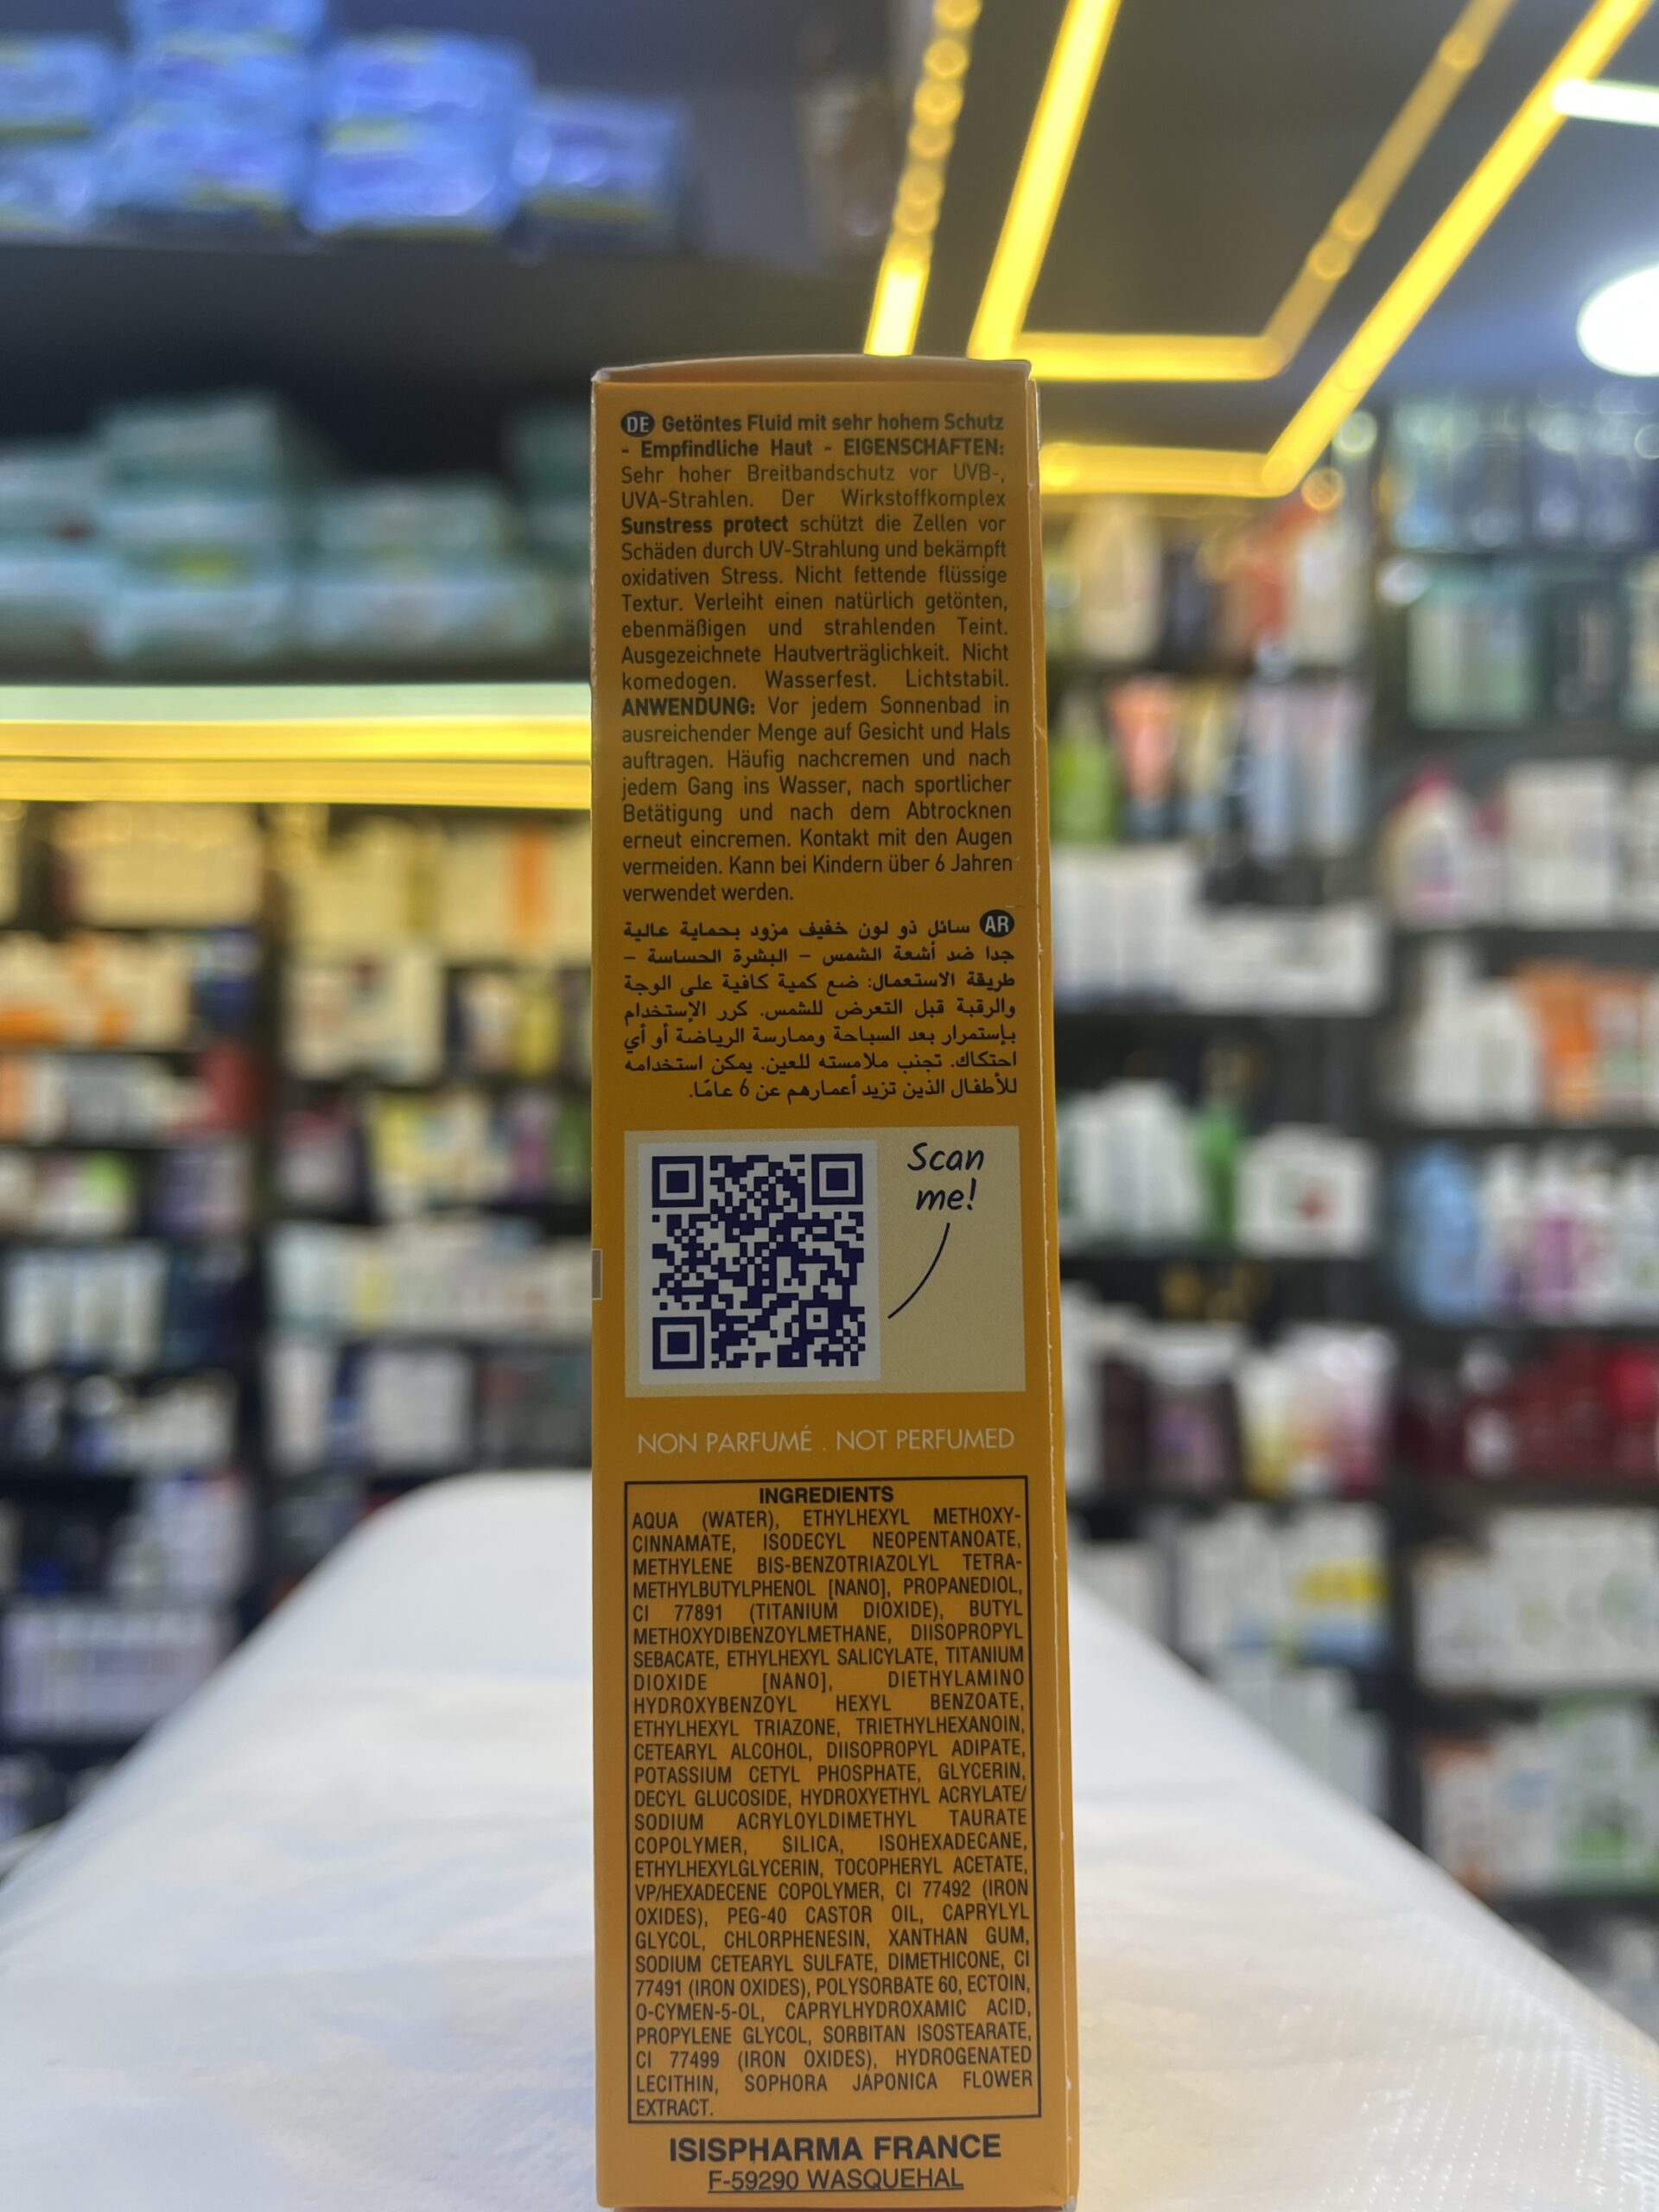 DE Getöntes Fluid mit sehr hohem Schutz
- Empfindliche Haut - EIGENSCHAFTEN:
Sehr hoher Breitbandschutz vor UVB-,
UVA-Strahlen. Der Wirkstoffkomplex
Sunstress protect schützt die Zellen vor
Schäden durch UV-Strahlung und bekämpft
oxidativen Stress. Nicht fettende flüssige
Textur. Verleiht einen natürlich getönten,
ebenmäßigen und strahlenden Teint.
Ausgezeichnete Hautverträglichkeit. Nicht
komedogen. Wasserfest. Lichtstabil.
ANWENDUNG: Vor jedem Sonnenbad in
ausreichender Menge auf Gesicht und Hals
auftragen. Häufig nachcremen und nach
jedem Gang ins Wasser, nach sportlicher
Betätigung und nach dem Abtrocknen
erneut eincremen. Kontakt mit den Augen
vermeiden. Kann bei Kindern über 6 Jahren
verwendet werden.
AR سائل ذو لون خفيف مزود بحماية عالية
جدا ضد أشعة الشمس – البشرة الحساسة –
طريقة الاستعمال: ضع كمية كافية على الوجة
والرقبة قبل التعرض للشمس. كرر الإستخدام
بإستمرار بعد السباحة وممارسة الرياضة أو أي
احتكاك. تجنب ملامسته للعين. يمكن استخدامه
للأطفال الذين تزيد أعمارهم عن 6 عامًا.
Scan
me!
NON PARFUMÉ . NOT PERFUMED
INGREDIENTS
AQUA (WATER), ETHYLHEXYL METHOXY-
CINNAMATE, ISODECYL NEOPENTANOATE,
METHYLENE BIS-BENZOTRIAZOLYL TETRA-
METHYLBUTYLPHENOL [NANO], PROPANEDIOL,
CI 77891 (TITANIUM DIOXIDE), BUTYL
METHOXYDIBENZOYLMETHANE, DIISOPROPYL
SEBACATE, ETHYLHEXYL SALICYLATE, TITANIUM
DIOXIDE [NANO], DIETHYLAMINO
HYDROXYBENZOYL HEXYL BENZOATE,
ETHYLHEXYL TRIAZONE, TRIETHYLHEXANOIN,
CETEARYL ALCOHOL, DIISOPROPYL ADIPATE,
POTASSIUM CETYL PHOSPHATE, GLYCERIN,
DECYL GLUCOSIDE, HYDROXYETHYL ACRYLATE/
SODIUM ACRYLOYLDIMETHYL TAURATE
COPOLYMER, SILICA, ISOHEXADECANE,
ETHYLHEXYLGLYCERIN, TOCOPHERYL ACETATE,
VP/HEXADECENE COPOLYMER, CI 77492 (IRON
OXIDES), PEG-40 CASTOR OIL, CAPRYLYL
GLYCOL, CHLORPHENESIN, XANTHAN GUM,
SODIUM CETEARYL SULFATE, DIMETHICONE, CI
77491 (IRON OXIDES), POLYSORBATE 60, ECTOIN,
O-CYMEN-5-OL, CAPRYLHYDROXAMIC ACID,
PROPYLENE GLYCOL, SORBITAN ISOSTEARATE,
CI 77499 (IRON OXIDES), HYDROGENATED
LECITHIN, SOPHORA JAPONICA FLOWER
EXTRACT.
ISISPHARMA FRANCE
F-59290 WASQUEHAL